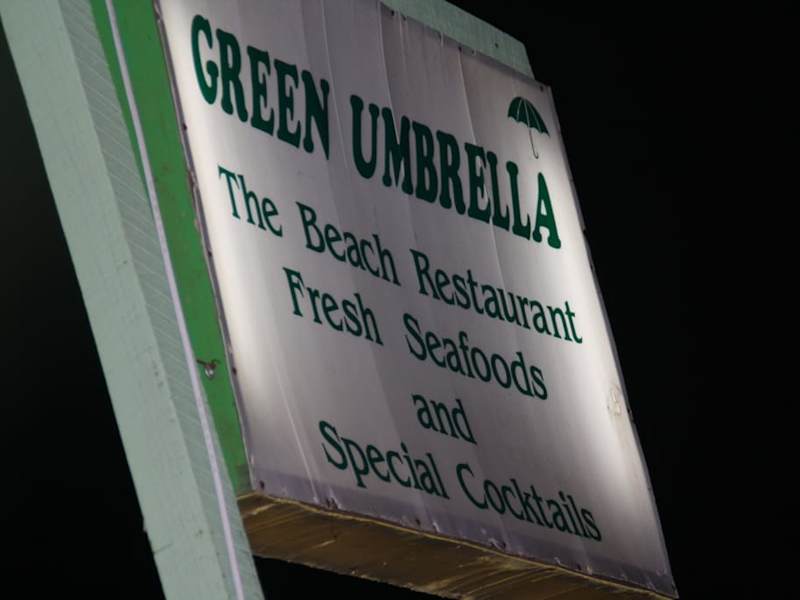 GREEN UMBRELLA
The Beach Restaurant
Fresh Seafoods
and
Special Cocktails